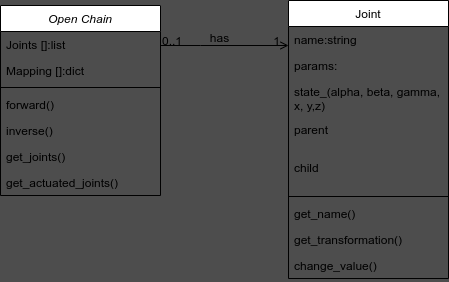 Open Chain
Joints []:list
Mapping []:dict
forward()
inverse()
get_joints()
get_actuated_joints()
0..1
has
1
Joint
name:string
params:
state_(alpha, beta, gamma,
x, y,z)
parent
child
get_name()
get_transformation()
change_value()